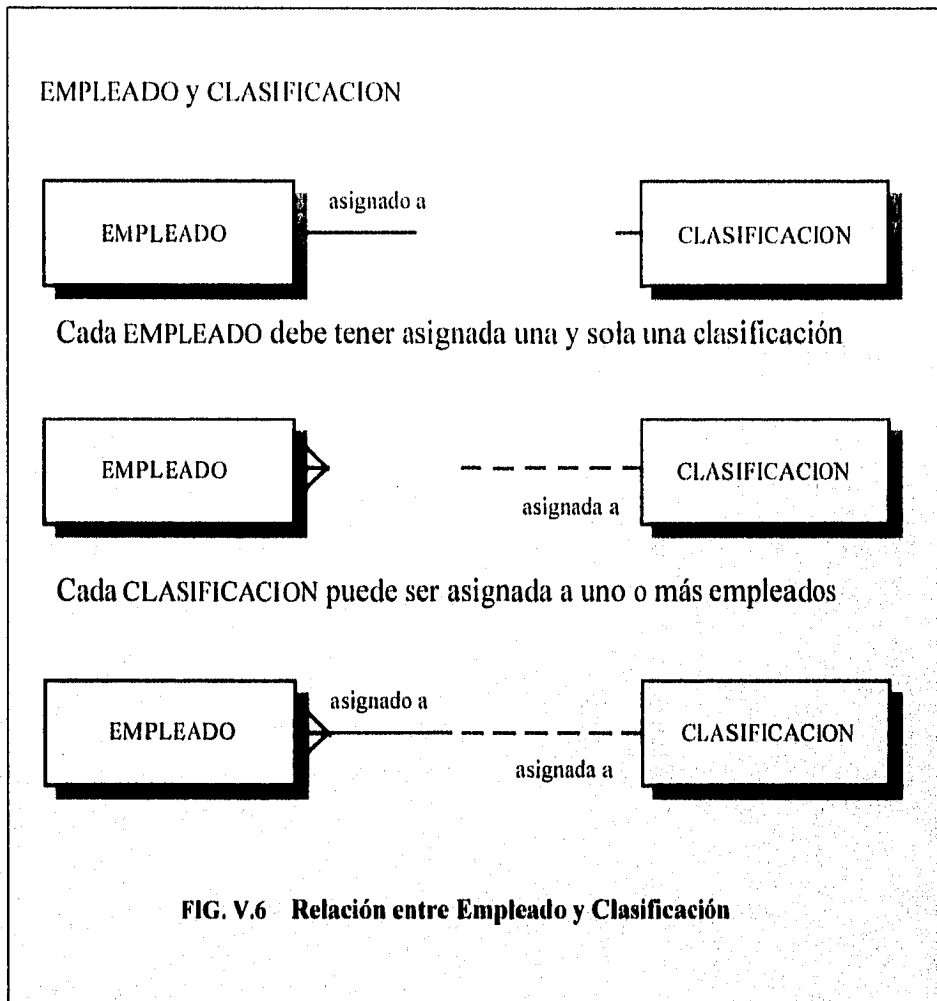 EMPLEADO y CLASIFICACION
asignado a
EMPLEADO
CLASIFICACION
Cada EMPLEADO debe tener asignada una y sola una clasificación
EMPLEADO
CLASIFICACION
asignada a
Cada CLASIFICACION puede ser asignada a uno o más empleados
asignado a
EMPLEADO
CLASIFICACION
asignada a
FIG. V.6 Relación entre Empleado y Clasificación